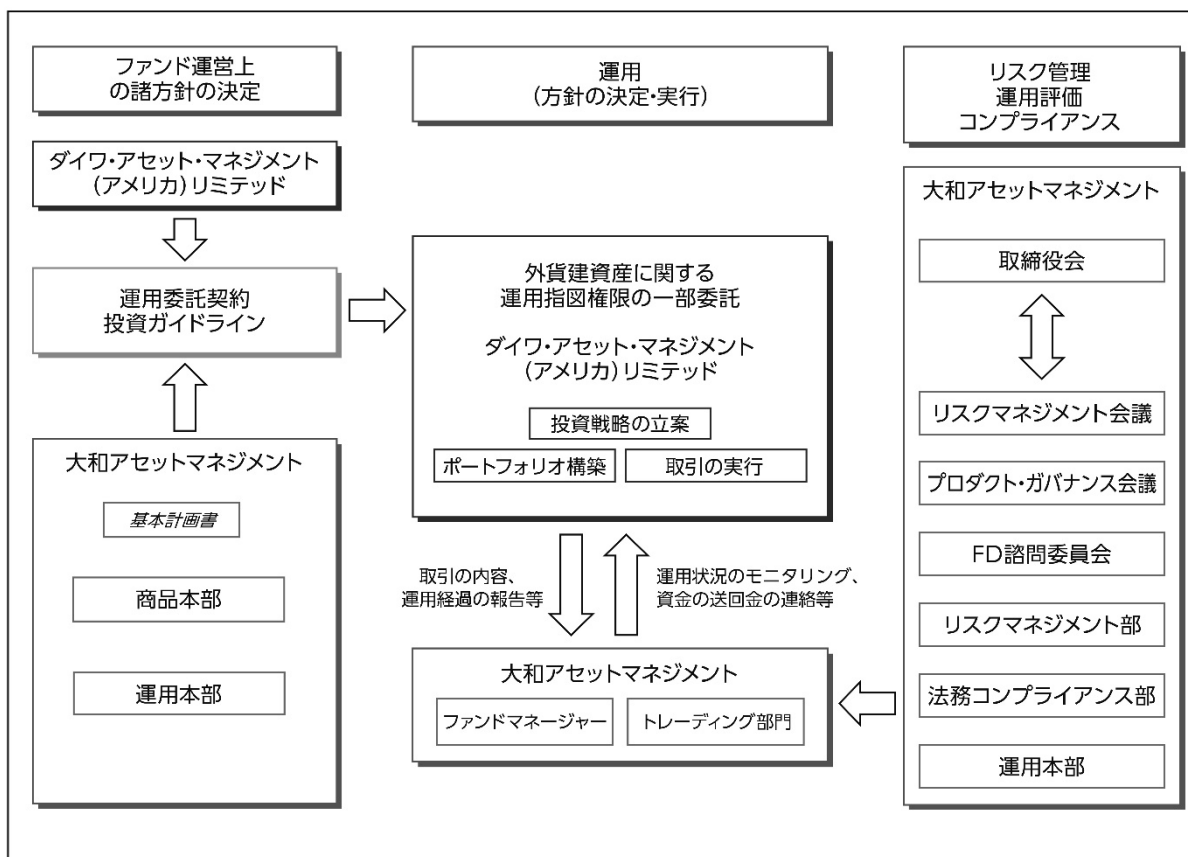 ファンド運営上
の諸方針の決定
ダイワ・アセット・マネジメント
(アメリカ)リミテッド
運用委託契約
投資ガイドライン
大和アセットマネジメント
基本計画書
商品本部
運用本部
運用
(方針の決定・実行)
外貨建資産に関する
運用指図権限の一部委託
ダイワ・アセット・マネジメント
(アメリカ)リミテッド
投資戦略の立案
ポートフォリオ構築
取引の実行
取引の内容、
運用経過の報告等
運用状況のモニタリング、
資金の送回金の連絡等
大和アセットマネジメント
ファンドマネージャー
トレーディング部門
リスク管理
運用評価
コンプライアンス
大和アセットマネジメント
取締役会
リスクマネジメント会議
プロダクト・ガバナンス会議
FD諮問委員会
リスクマネジメント部
法務コンプライアンス部
運用本部